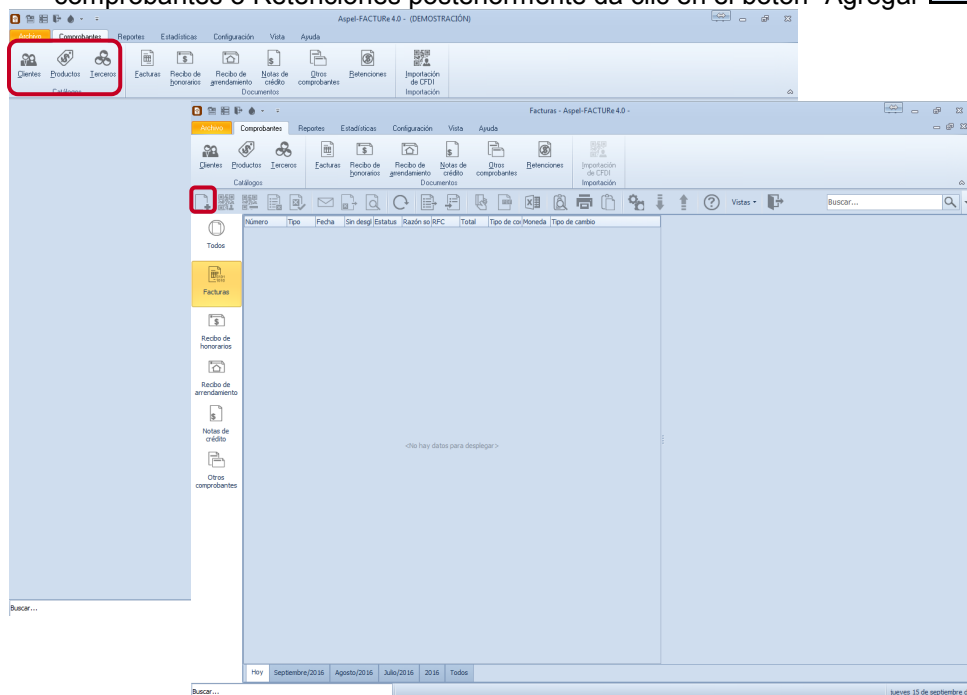 comprobantes o Retenciones posteriormente da clic en el botón "Agregar"
Aspel-FACTURe 4.0 - (DEMOSTRACIÓN)
Archivo Comprobantes Reportes Estadísticas Configuración Vista Ayuda
Clientes Productos Terceros Facturas Recibo de honorarios Recibo de arrendamiento Notas de crédito Otros comprobantes Retenciones Importación de CFDI
Catálogos Documentos Importación
Facturas - Aspel-FACTURe 4.0 -
Archivo Comprobantes Reportes Estadísticas Configuración Vista Ayuda
Clientes Productos Terceros Facturas Recibo de honorarios Recibo de arrendamiento Notas de crédito Otros comprobantes Retenciones Importación de CFDI
Catálogos Documentos Importación
Vistas Buscar...
Número Tipo Fecha Sin desgl Estatus Razón so RFC Total Tipo de co Moneda Tipo de cambio
Todos
Facturas
Recibo de
honorarios
Recibo de
arrendamiento
Notas de
crédito
<No hay datos para desplegar>
Otros
comprobantes
Buscar...
Hoy Septiembre/2016 Agosto/2016 Julio/2016 2016 Todos
Buscar... jueves 15 de septiembre